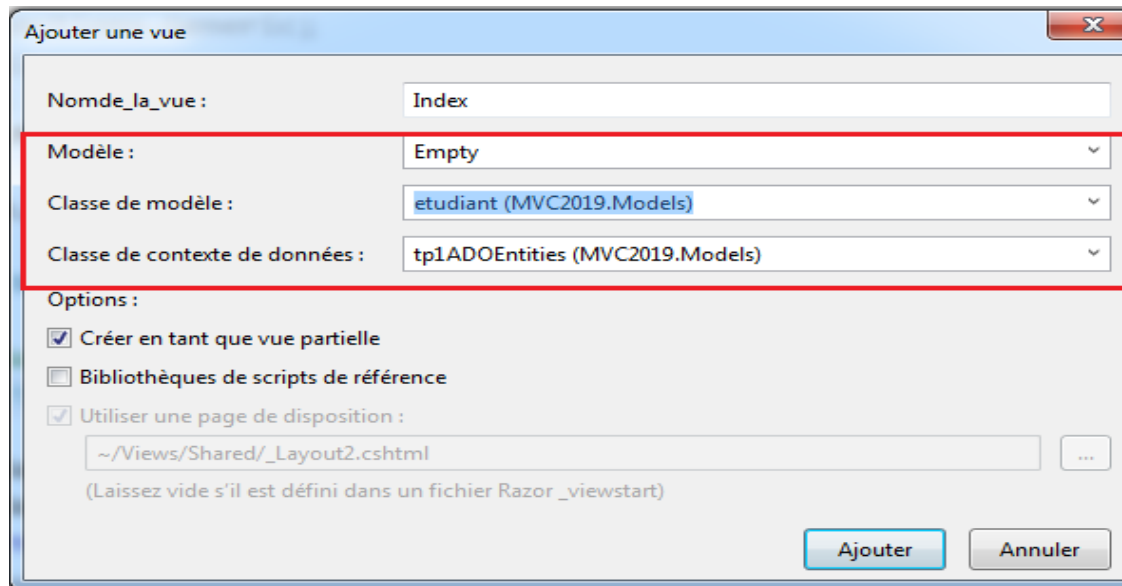 Ajouter une vue
Nomde_la_vue : Index
Modèle : Empty
Classe de modèle : etudiant (MVC2019.Models)
Classe de contexte de données : tp1ADOEntities (MVC2019.Models)
Options :
Créer en tant que vue partielle
Bibliothèques de scripts de référence
Utiliser une page de disposition :
~/Views/Shared/_Layout2.cshtml ...
(Laissez vide s'il est défini dans un fichier Razor _viewstart)
Ajouter Annuler